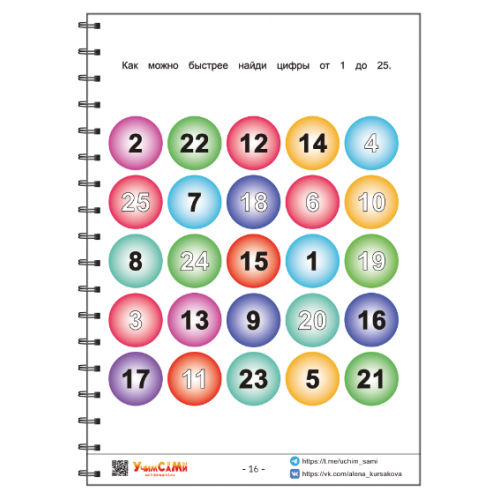 Как можно быстрее найди цифры от 1 до 25.
2 22 12 14 4
25 7 18 6 10
8 24 15 1 19
3 13 9 20 16
17 11 23 5 21
УчимСАМИ
- 16 -
https://t.me/uchim_sami
https://vk.com/alena_kursakova